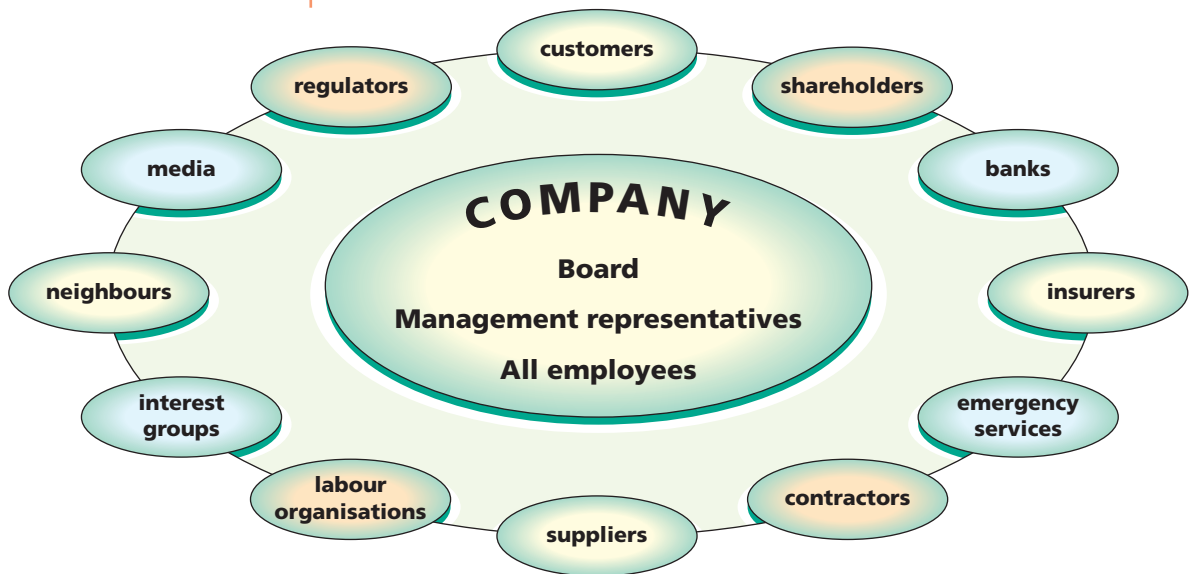 customers
regulators
shareholders
media
banks
COMPANY
Board
Management representatives
All employees
neighbours
insurers
interest
groups
emergency
services
labour
organisations
contractors
suppliers